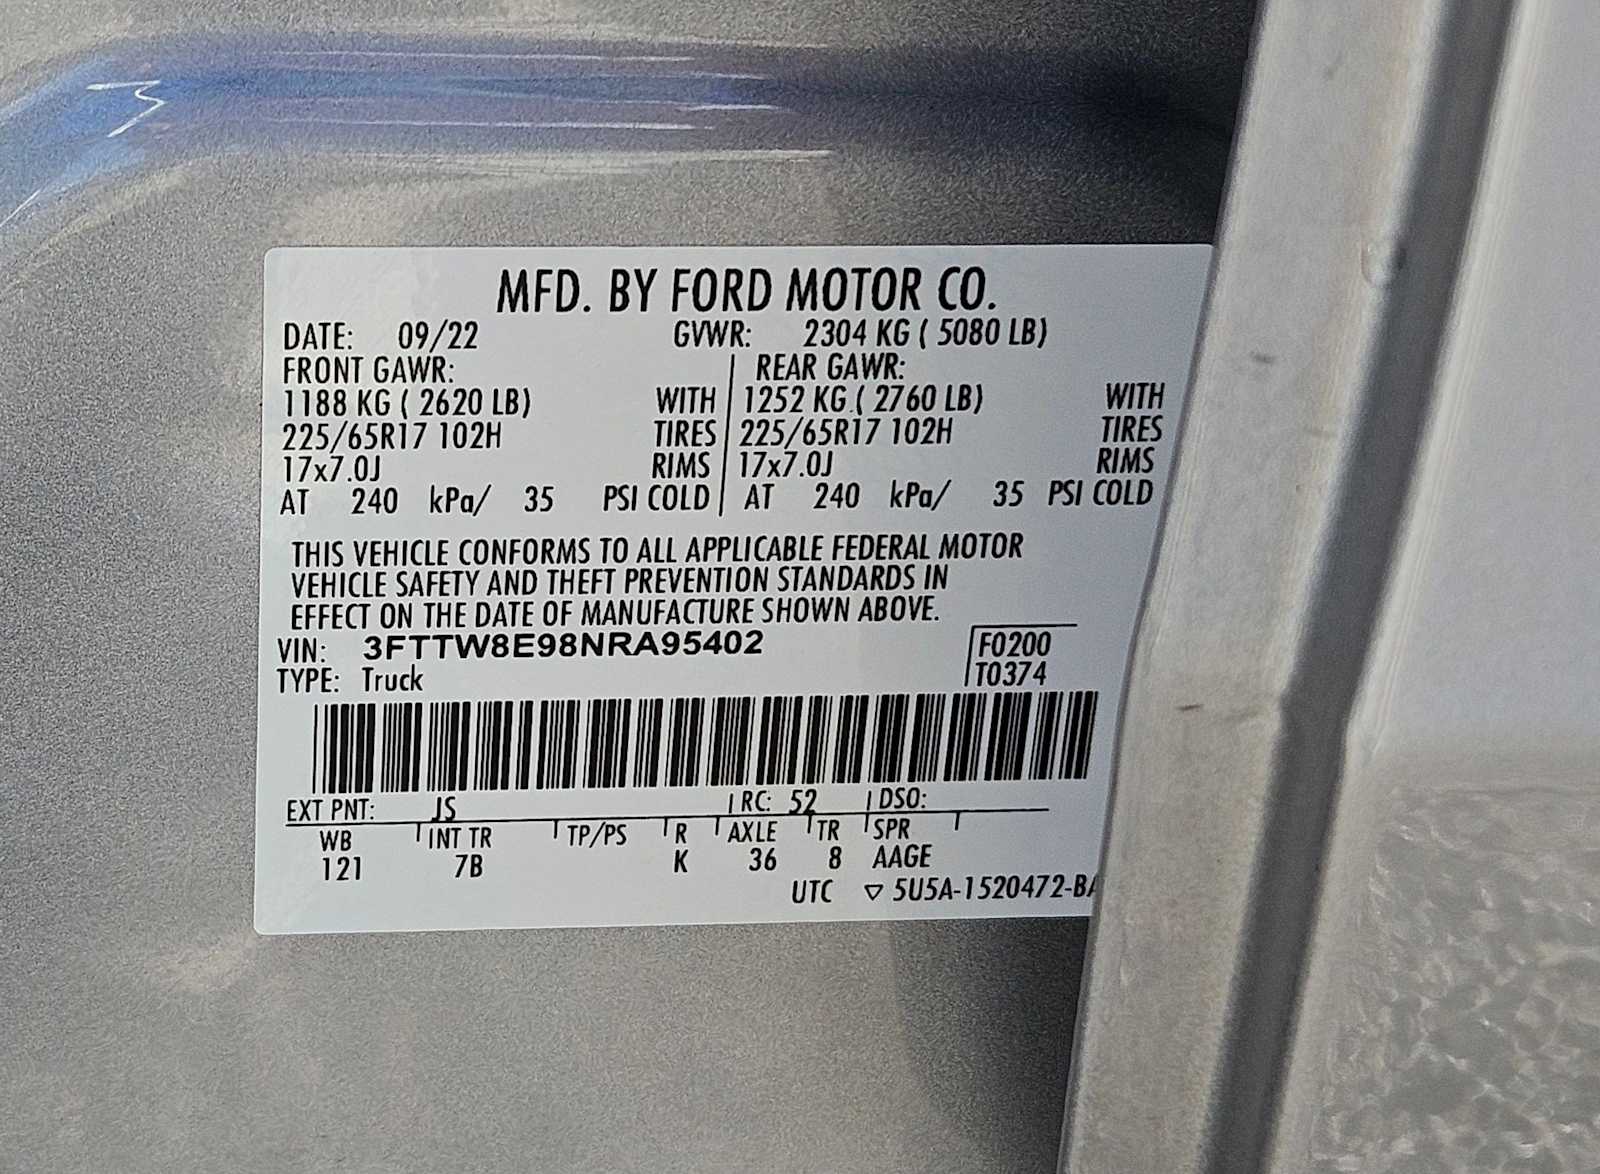 MFD. BY FORD MOTOR CO.
DATE: 09/22 GVWR: 2304 KG ( 5080 LB)
FRONT GAWR: REAR GAWR:
1188 KG ( 2620 LB) WITH 1252 KG ( 2760 LB) WITH
225/65R17 102H TIRES 225/65R17 102H TIRES
17x7.0J RIMS 17x7.0J RIMS
AT 240 kPa/ 35 PSI COLD AT 240 kPa/ 35 PSI COLD
THIS VEHICLE CONFORMS TO ALL APPLICABLE FEDERAL MOTOR
VEHICLE SAFETY AND THEFT PREVENTION STANDARDS IN
EFFECT ON THE DATE OF MANUFACTURE SHOWN ABOVE.
VIN: 3FTTW8E98NRA95402 F0200
TYPE: Truck T0374
EXT PNT: JS RC: 52 DSO:
WB INT TR TP/PS R AXLE TR SPR
121 7B K 36 8 AAGE
UTC ▽ 5U5A-1520472-BA